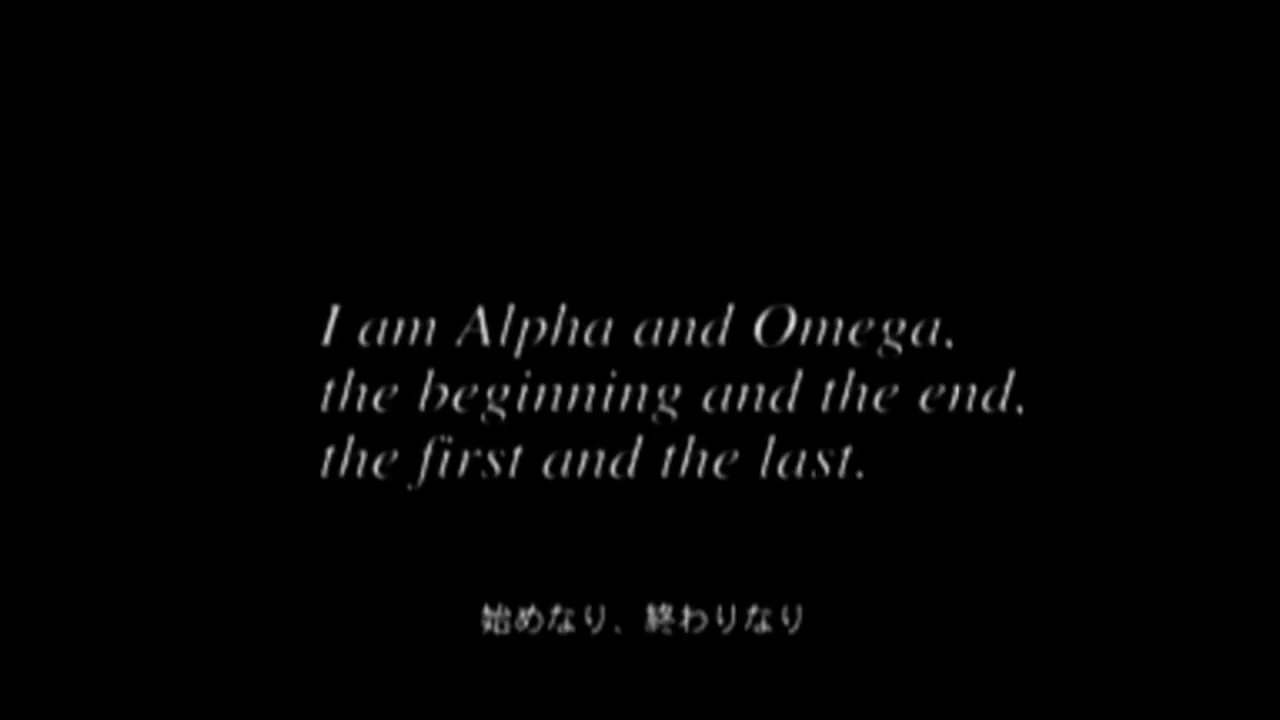 I am Alpha and Omega,
the beginning and the end,
the first and the last.
始めなり、終わりなり